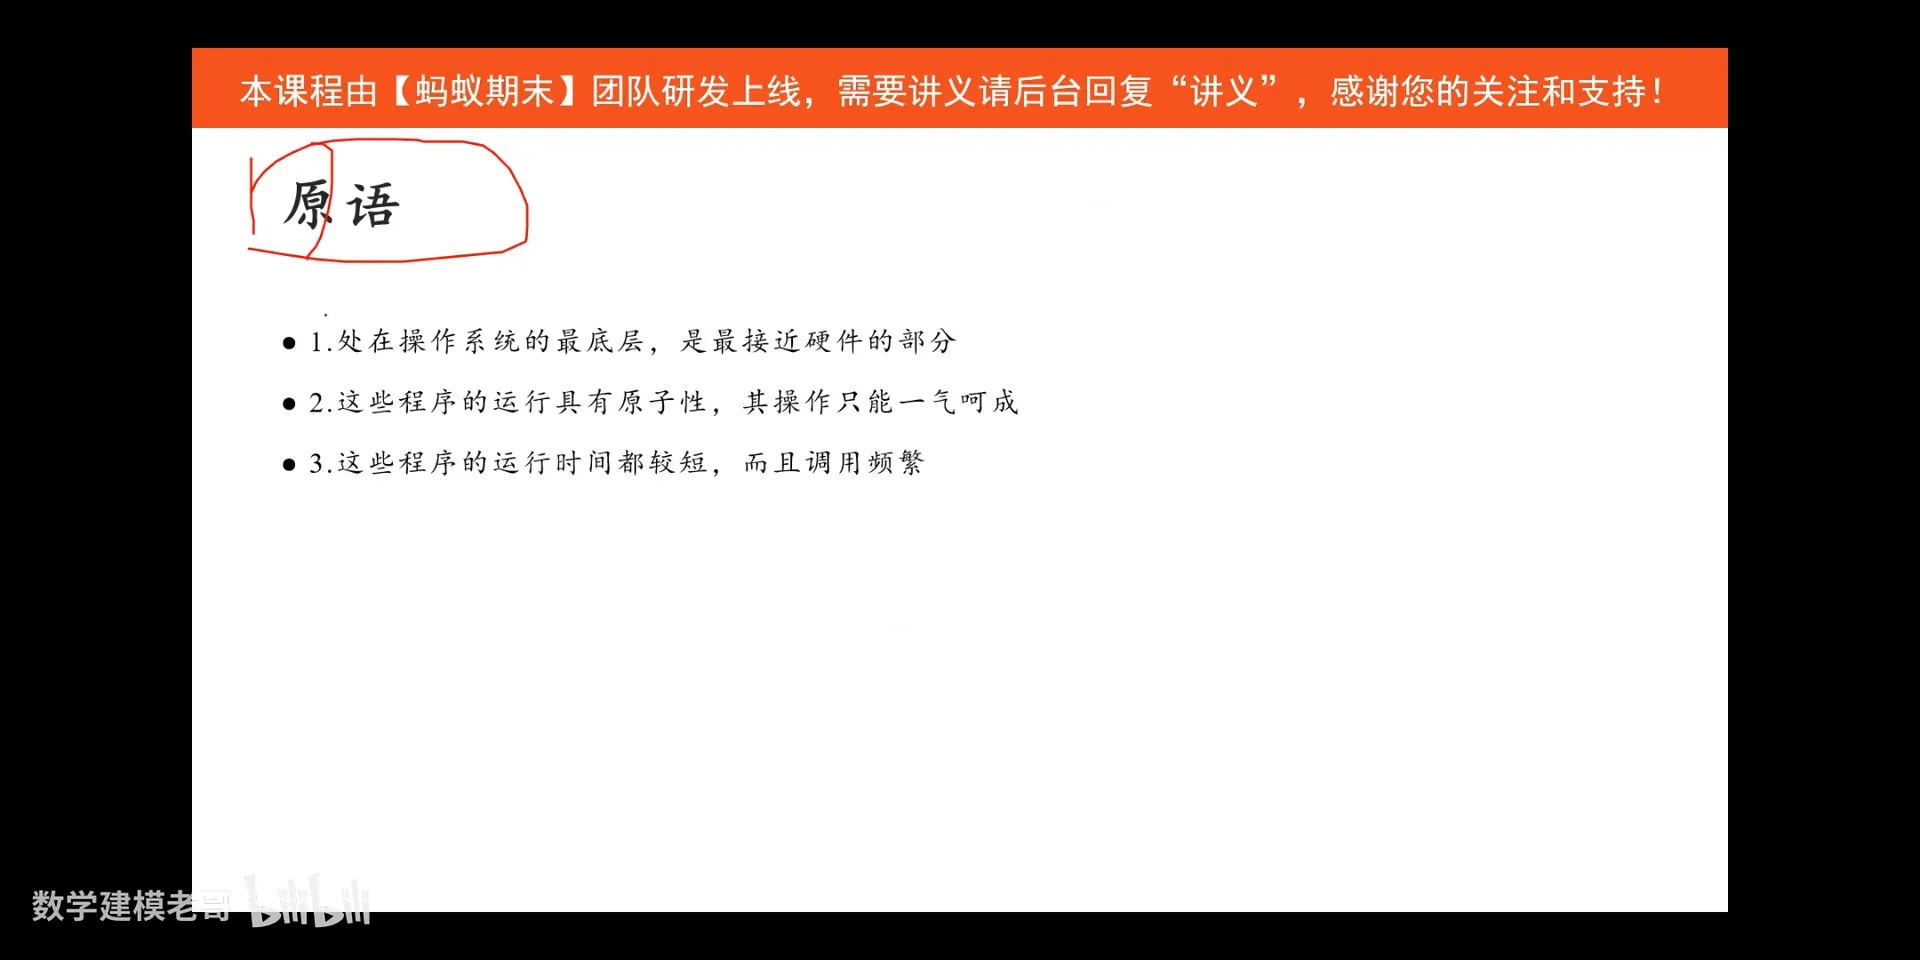 本课程由【蚂蚁期末】团队研发上线，需要讲义请后台回复“讲义”，感谢您的关注和支持！
原语
● 1.处在操作系统的最底层，是最接近硬件的部分
● 2.这些程序的运行具有原子性，其操作只能一气呵成
● 3.这些程序的运行时间都较短，而且调用频繁
数学建模老哥 bilibili